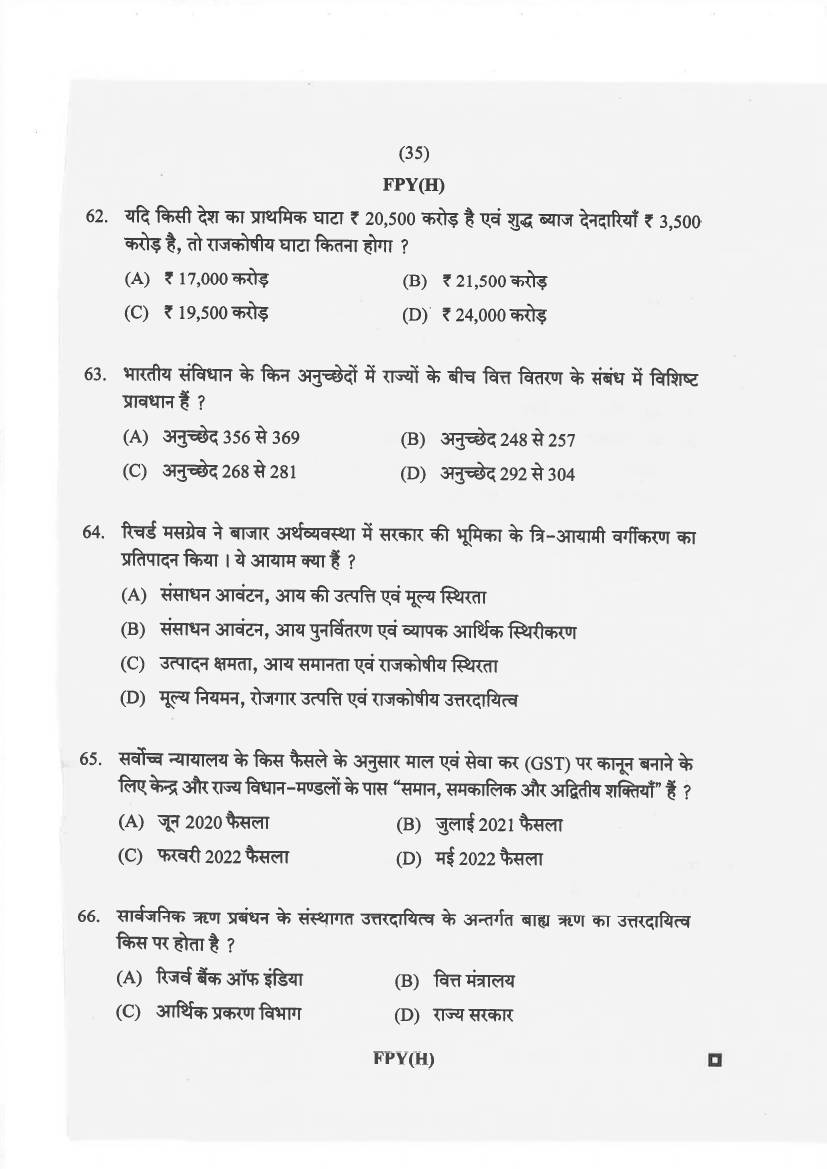 (35)
FPY(H)
62. यदि किसी देश का प्राथमिक घाटा ₹ 20,500 करोड़ है एवं शुद्ध ब्याज देनदारियाँ ₹ 3,500
करोड़ है, तो राजकोषीय घाटा कितना होगा ?
(A) ₹ 17,000 करोड़ (B) ₹ 21,500 करोड़
(C) ₹ 19,500 करोड़ (D) ₹ 24,000 करोड़
63. भारतीय संविधान के किन अनुच्छेदों में राज्यों के बीच वित्त वितरण के संबंध में विशिष्ट
प्रावधान हैं ?
(A) अनुच्छेद 356 से 369 (B) अनुच्छेद 248 से 257
(C) अनुच्छेद 268 से 281 (D) अनुच्छेद 292 से 304
64. रिचर्ड मसग्रेव ने बाजार अर्थव्यवस्था में सरकार की भूमिका के त्रि-आयामी वर्गीकरण का
प्रतिपादन किया । ये आयाम क्या हैं ?
(A) संसाधन आवंटन, आय की उत्पत्ति एवं मूल्य स्थिरता
(B) संसाधन आवंटन, आय पुनर्वितरण एवं व्यापक आर्थिक स्थिरीकरण
(C) उत्पादन क्षमता, आय समानता एवं राजकोषीय स्थिरता
(D) मूल्य नियमन, रोजगार उत्पत्ति एवं राजकोषीय उत्तरदायित्व
65. सर्वोच्च न्यायालय के किस फैसले के अनुसार माल एवं सेवा कर (GST) पर कानून बनाने के
लिए केन्द्र और राज्य विधान-मण्डलों के पास “समान, समकालिक और अद्वितीय शक्तियाँ” हैं ?
(A) जून 2020 फैसला (B) जुलाई 2021 फैसला
(C) फरवरी 2022 फैसला (D) मई 2022 फैसला
66. सार्वजनिक ऋण प्रबंधन के संस्थागत उत्तरदायित्व के अन्तर्गत बाह्य ऋण का उत्तरदायित्व
किस पर होता है ?
(A) रिजर्व बैंक ऑफ इंडिया (B) वित्त मंत्रालय
(C) आर्थिक प्रकरण विभाग (D) राज्य सरकार
FPY(H)